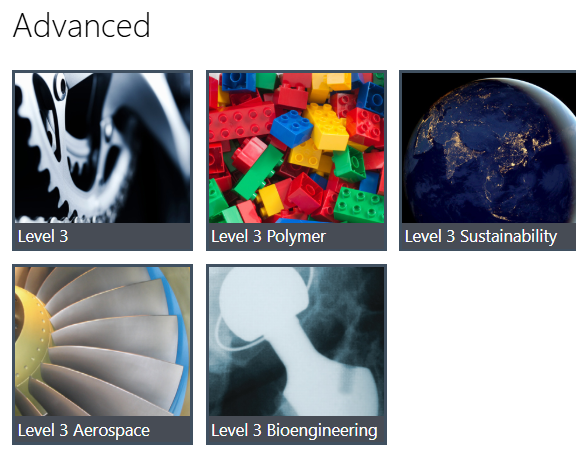 Advanced
Level 3
Level 3 Polymer
Level 3 Sustainability
Level 3 Aerospace
Level 3 Bioengineering